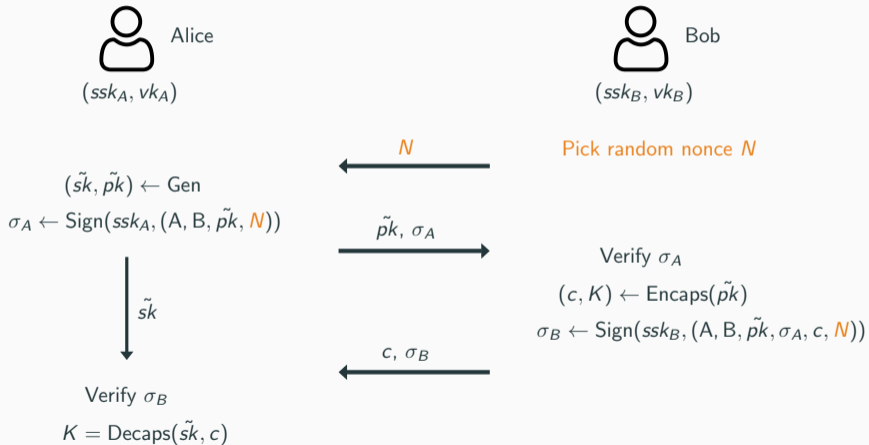 Alice
Bob
(ssk_A, vk_A)
(ssk_B, vk_B)
N
Pick random nonce N
(s̃k, p̃k) ← Gen
σ_A ← Sign(ssk_A, (A, B, p̃k, N))
p̃k, σ_A
Verify σ_A
s̃k
(c, K) ← Encaps(p̃k)
σ_B ← Sign(ssk_B, (A, B, p̃k, σ_A, c, N))
c, σ_B
Verify σ_B
K = Decaps(s̃k, c)